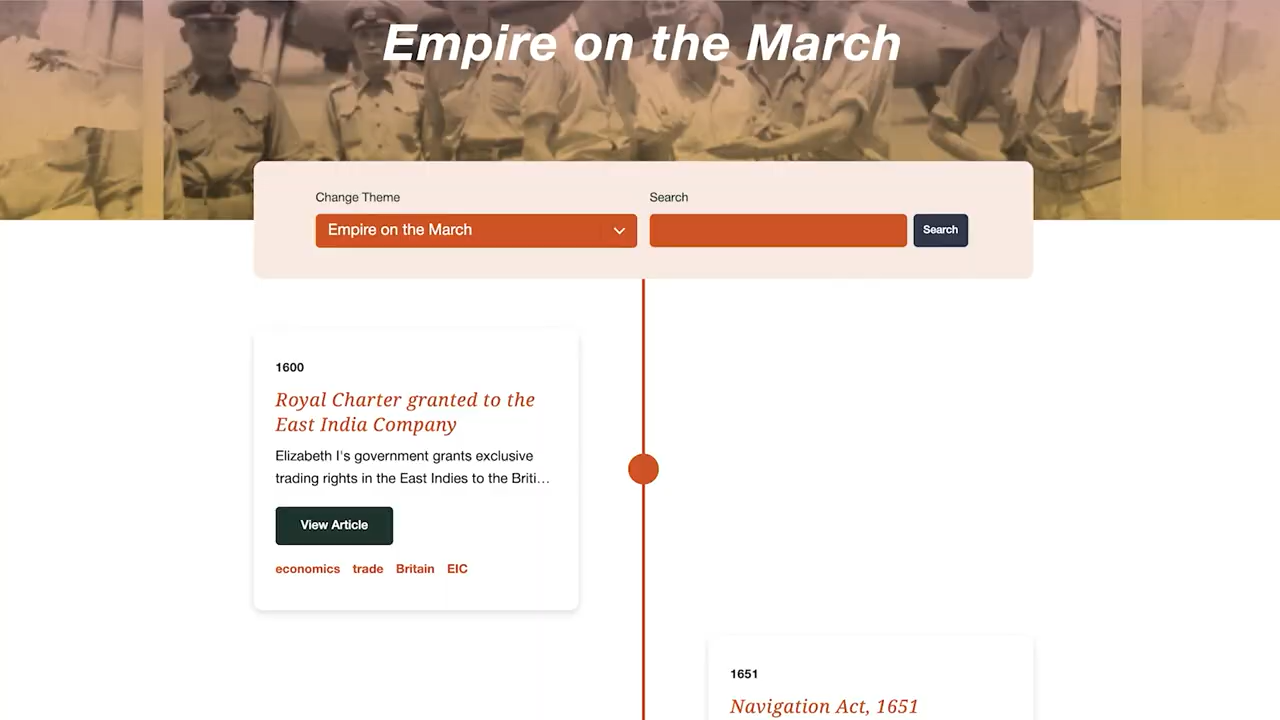 Empire on the March
Change Theme
Search
Empire on the March
Search
1600
Royal Charter granted to the
East India Company
Elizabeth I's government grants exclusive
trading rights in the East Indies to the Briti...
View Article
economics trade Britain EIC
1651
Navigation Act, 1651